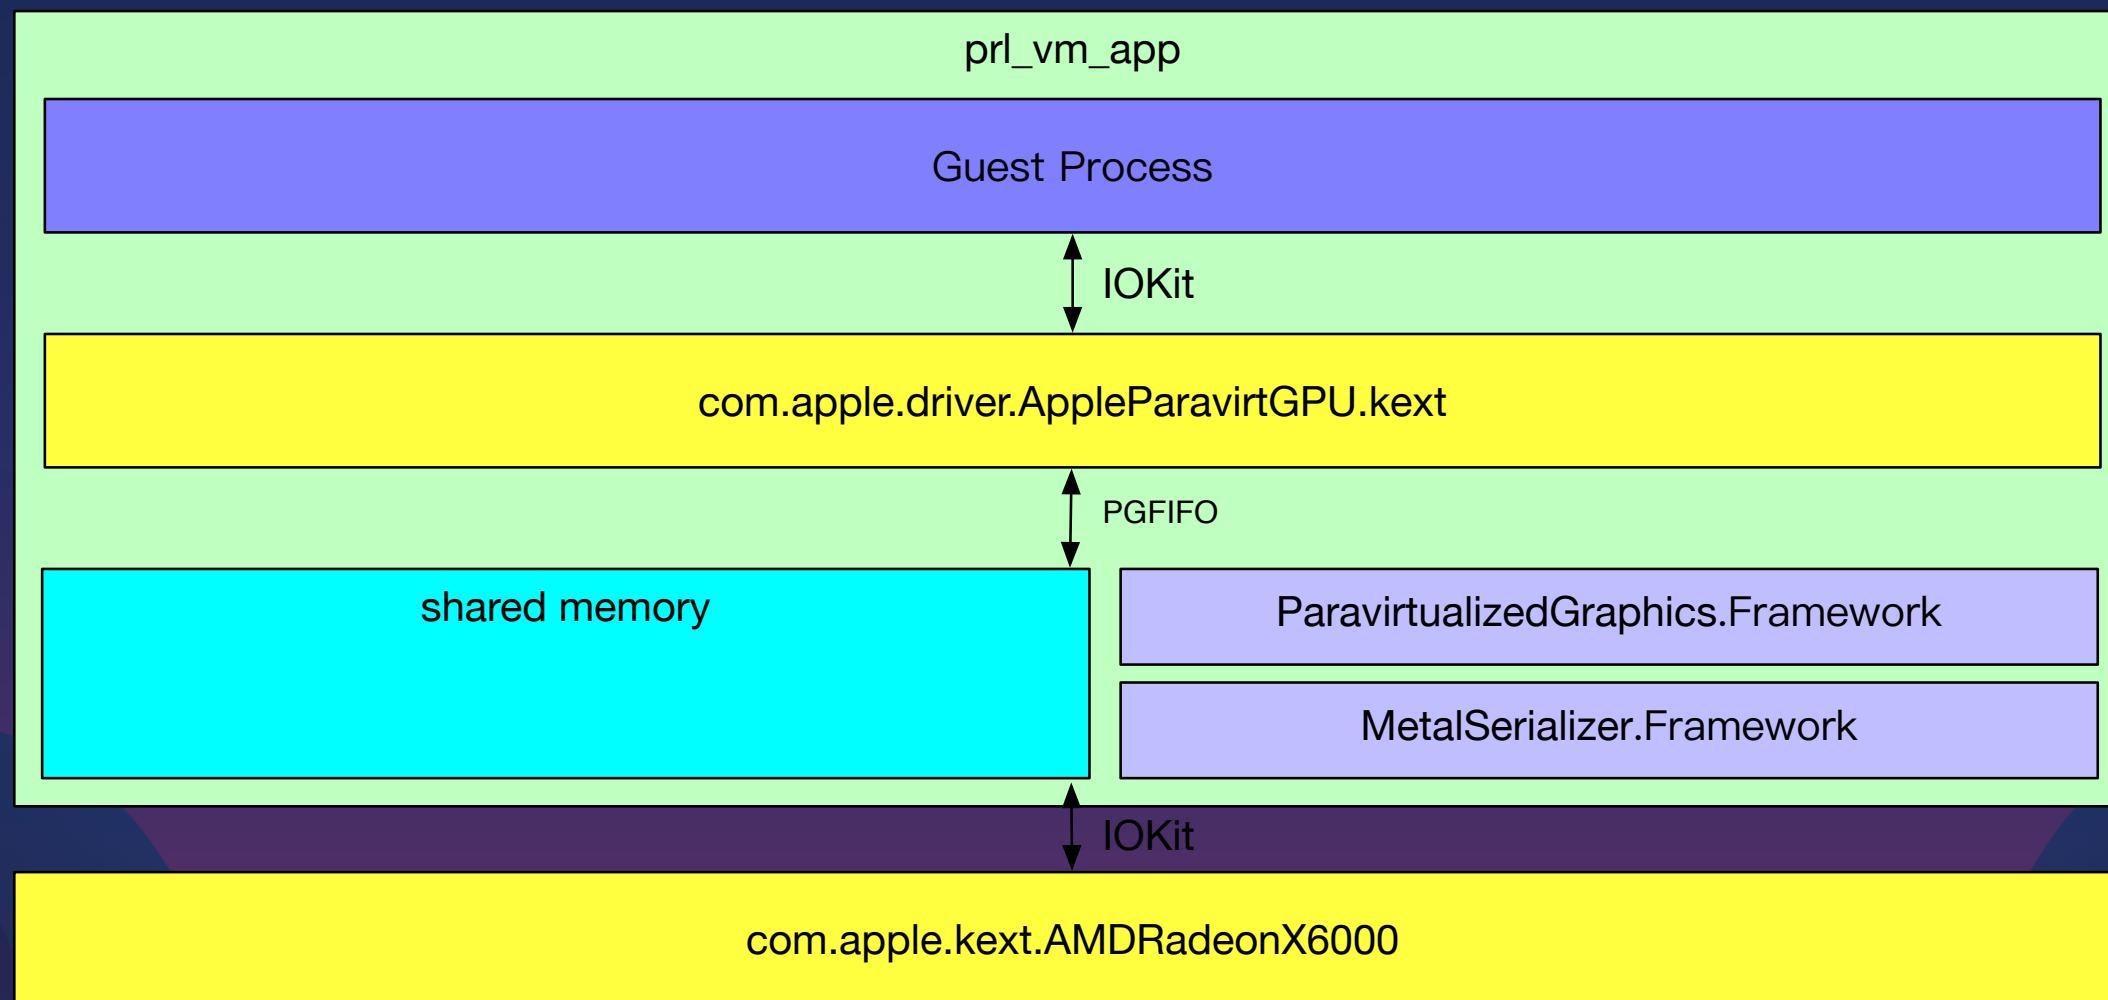 prl_vm_app
Guest Process
IOKit
com.apple.driver.AppleParavirtGPU.kext
PGFIFO
shared memory
ParavirtualizedGraphics.Framework
MetalSerializer.Framework
IOKit
com.apple.kext.AMDRadeonX6000